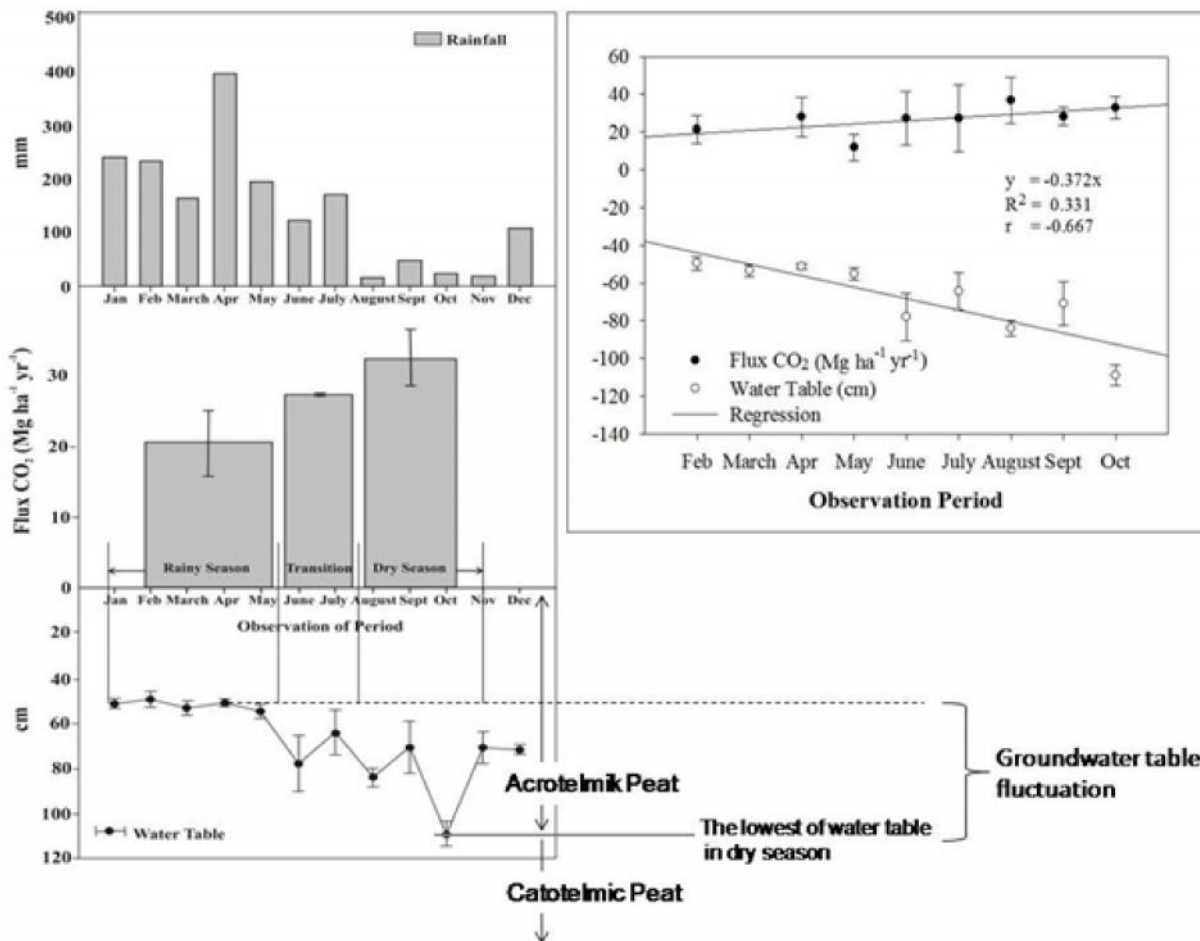 500
400
300
200
100
0
mm
Rainfall
Jan Feb March Apr May June July August Sept Oct Nov Dec
30
20
10
0
Flux CO₂ (Mg ha⁻¹ yr⁻¹)
Rainy Season Transition Dry Season
Jan Feb March Apr May June July August Sept Oct Nov Dec
Observation of Period
20
40
60
80
100
120
cm
Water Table
60
40
20
0
-20
-40
-60
-80
-100
-120
-140
y = -0.372x
R² = 0.331
r = -0.667
Flux CO₂ (Mg ha⁻¹ yr⁻¹)
Water Table (cm)
Regression
Feb March Apr May June July August Sept Oct
Observation Period
Acrotelmik Peat
Catotelmic Peat
The lowest of water table
in dry season
Groundwater table
fluctuation